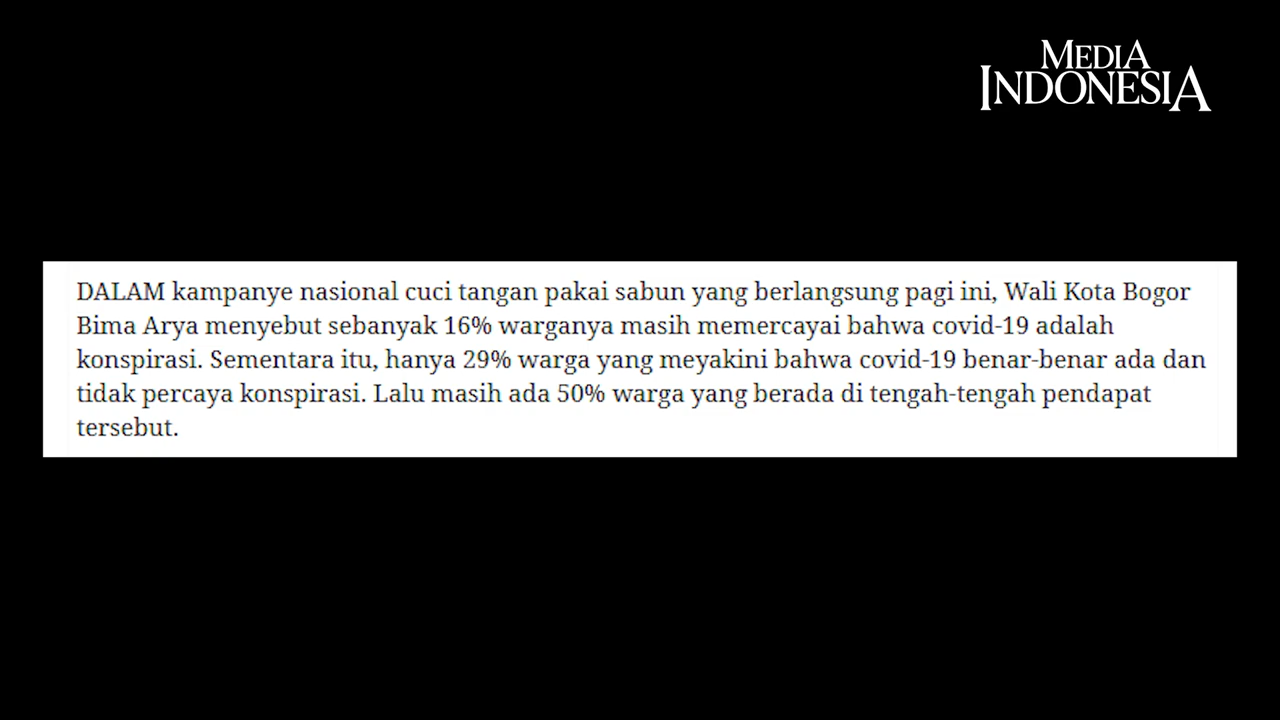 MEDIA
INDONESIA
DALAM kampanye nasional cuci tangan pakai sabun yang berlangsung pagi ini, Wali Kota Bogor
Bima Arya menyebut sebanyak 16% warganya masih memercayai bahwa covid-19 adalah
konspirasi. Sementara itu, hanya 29% warga yang meyakini bahwa covid-19 benar-benar ada dan
tidak percaya konspirasi. Lalu masih ada 50% warga yang berada di tengah-tengah pendapat
tersebut.